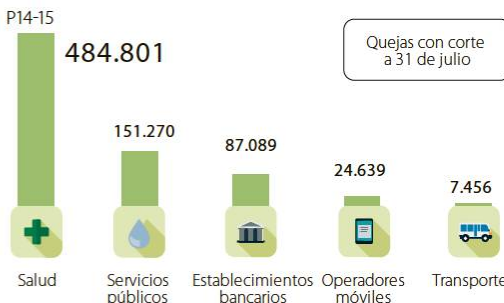 P14-15
484.801
Quejas con corte
a 31 de julio
151.270
87.089
24.639
7.456
Salud
Servicios
públicos
Establecimientos
bancarios
Operadores
móviles
Transporte